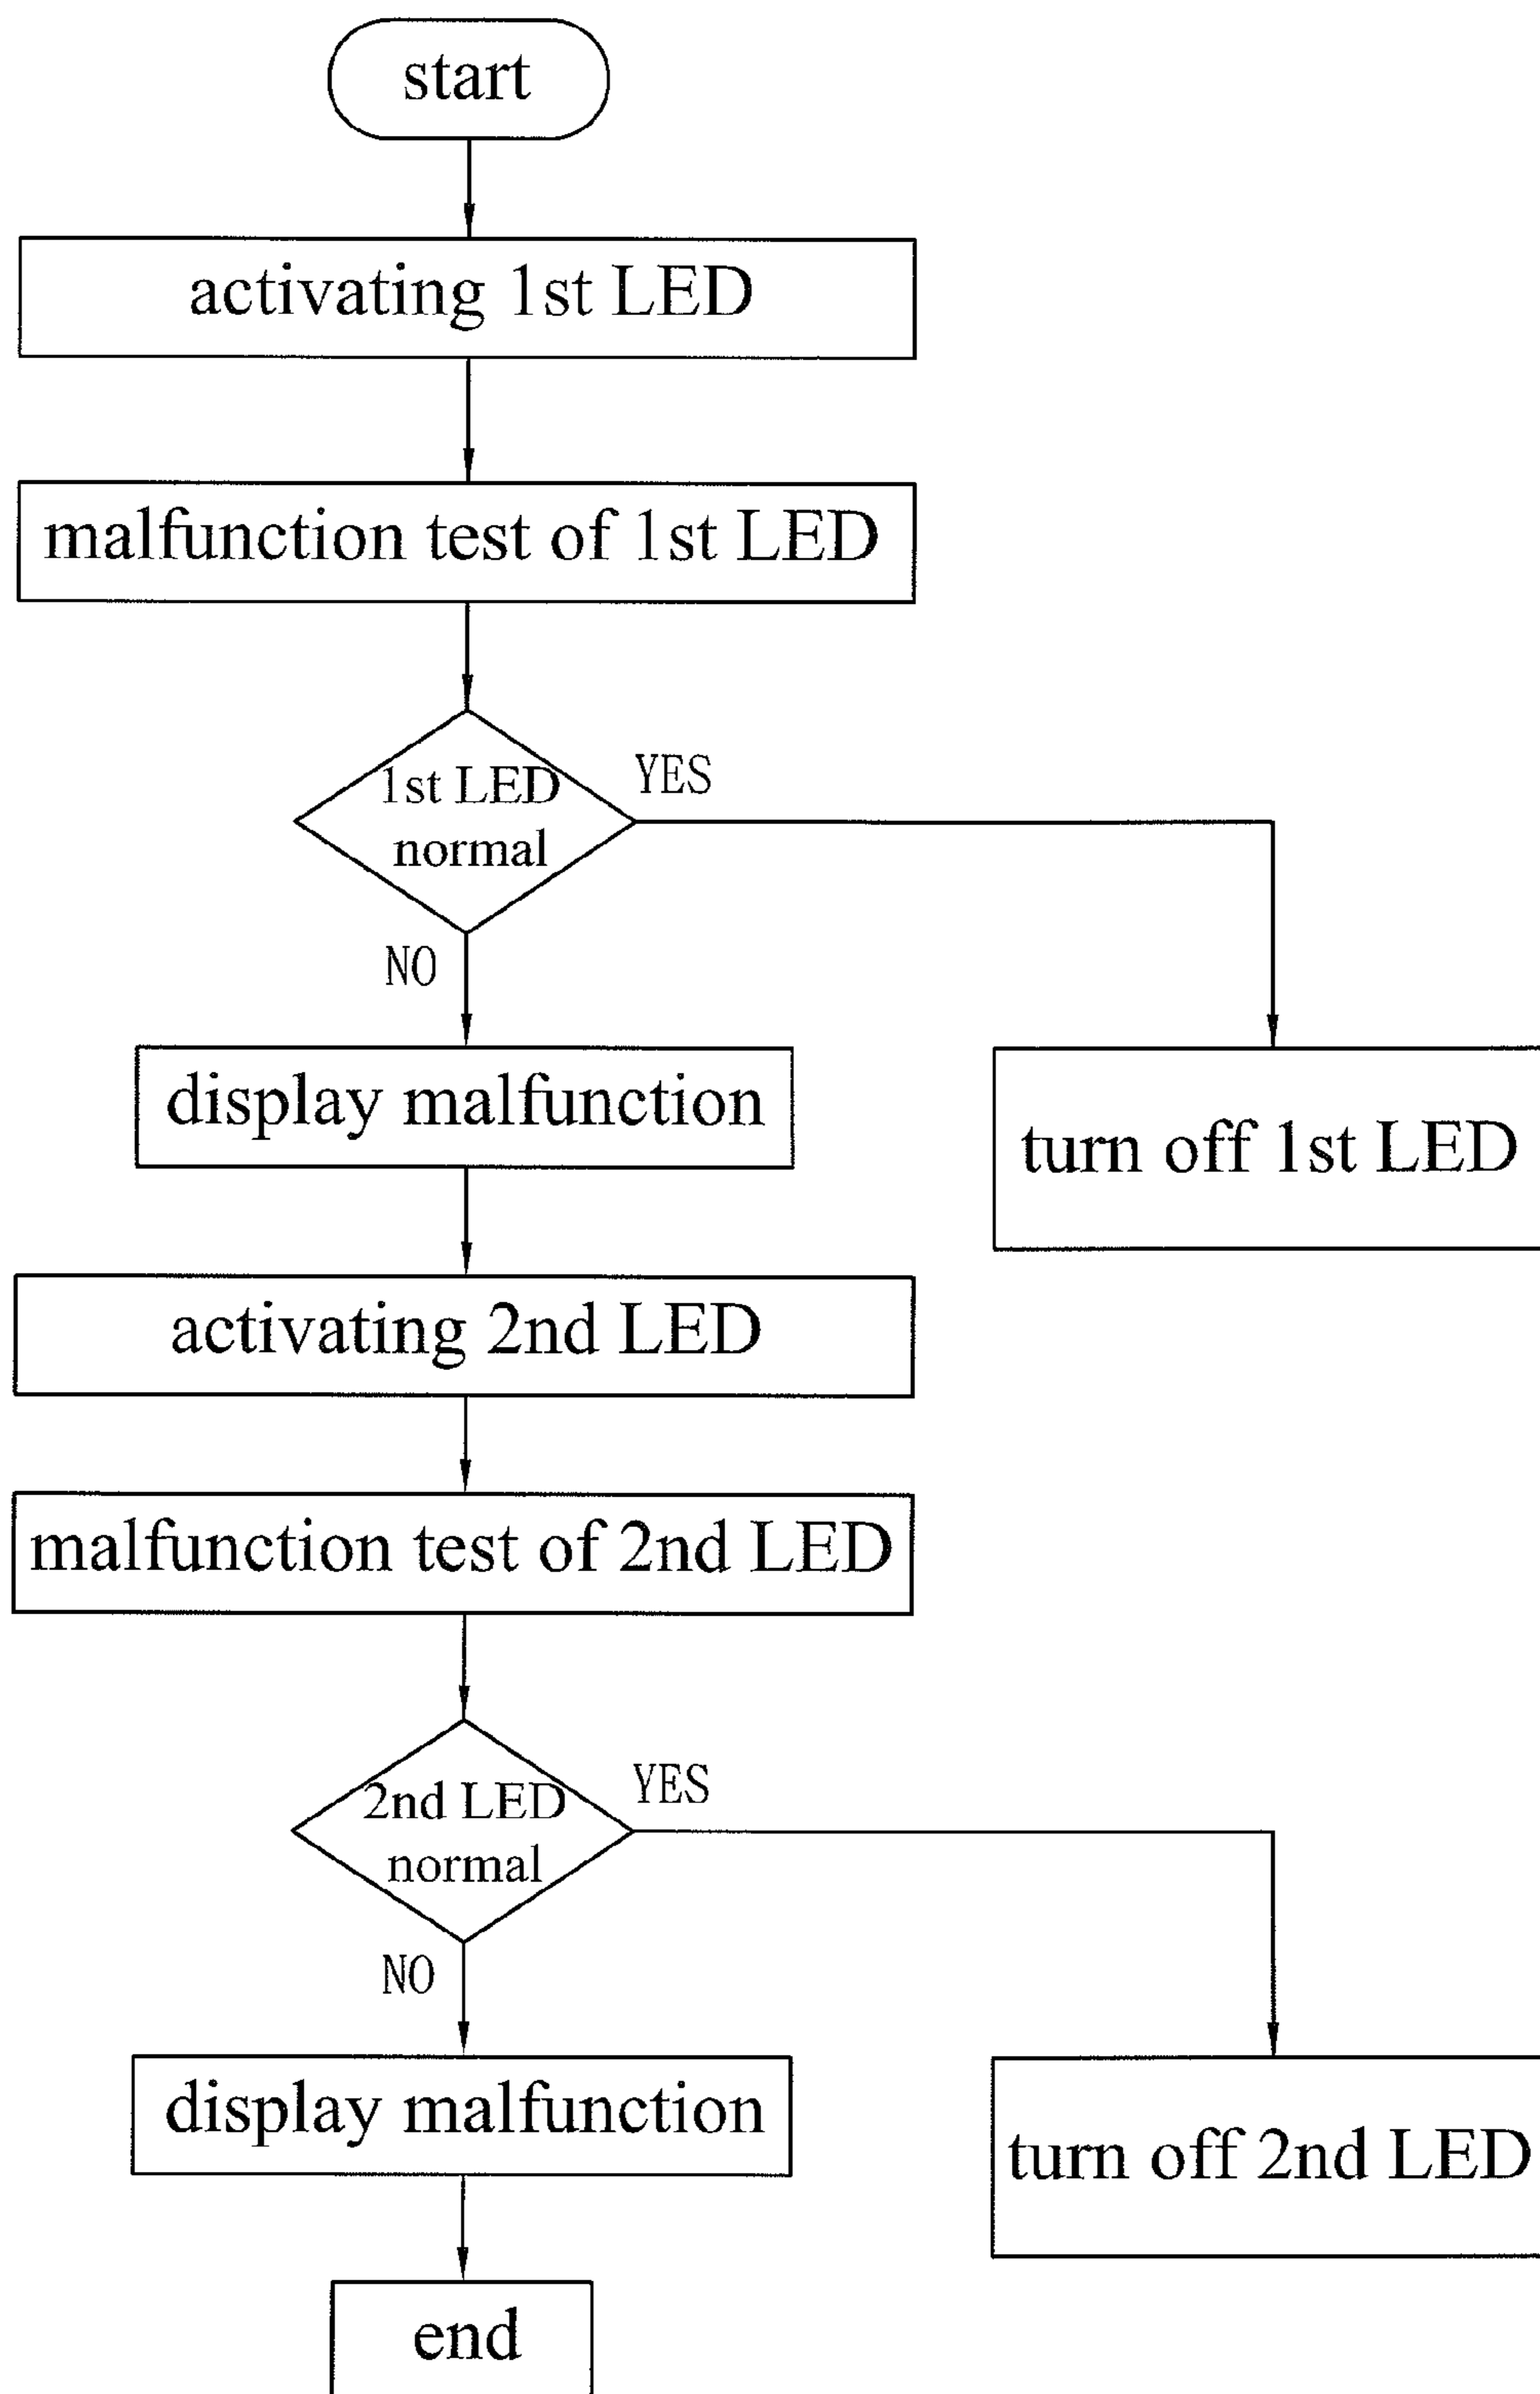 start
activating 1st LED
malfunction test of 1st LED
1st LED
normal
YES
NO
display malfunction
turn off 1st LED
activating 2nd LED
malfunction test of 2nd LED
2nd LED
normal
YES
NO
display malfunction
turn off 2nd LED
end